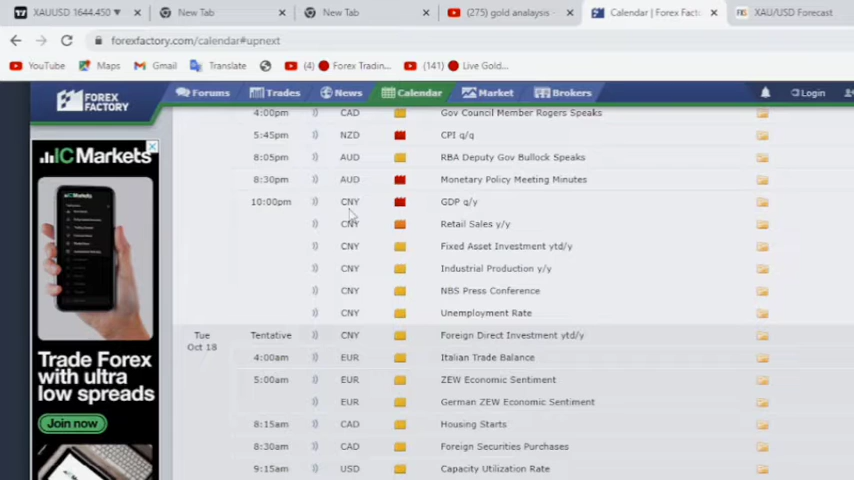 XAUUSD 1644.450 ▼
New Tab
New Tab
(275) gold analaysis -
Calendar | Forex Facto
XAU/USD Forecast
forexfactory.com/calendar#upnext
YouTube
Maps
Gmail
Translate
(4) 🔴 Forex Tradin...
(141) 🔴 Live Gold...
FOREX FACTORY
Forums
Trades
News
Calendar
Market
Brokers
Login
4:00pm CAD Gov Council Member Rogers Speaks
5:45pm NZD CPI q/q
8:05pm AUD RBA Deputy Gov Bullock Speaks
8:30pm AUD Monetary Policy Meeting Minutes
10:00pm CNY GDP q/y
CNY Retail Sales y/y
CNY Fixed Asset Investment ytd/y
CNY Industrial Production y/y
CNY NBS Press Conference
CNY Unemployment Rate
Tue Oct 18 Tentative CNY Foreign Direct Investment ytd/y
4:00am EUR Italian Trade Balance
5:00am EUR ZEW Economic Sentiment
EUR German ZEW Economic Sentiment
8:15am CAD Housing Starts
8:30am CAD Foreign Securities Purchases
9:15am USD Capacity Utilization Rate
IC Markets
Trade Forex
with ultra
low spreads
Join now